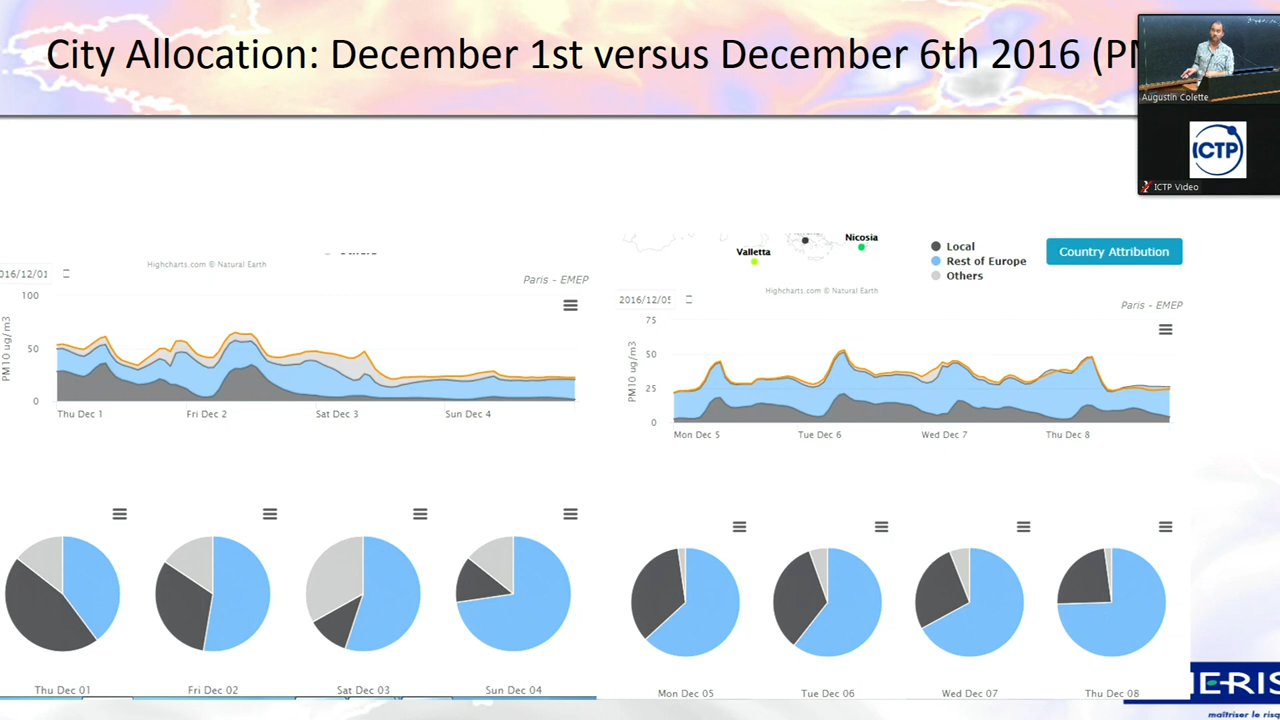 City Allocation: December 1st versus December 6th 2016 (P
Augustin Colette
ICTP
ICTP Video
Valletta
Nicosia
Local
Rest of Europe
Others
Country Attribution
Highcharts.com © Natural Earth
016/12/01
Paris - EMEP
100
50
0
PM10 ug/m3
Thu Dec 1
Fri Dec 2
Sat Dec 3
Sun Dec 4
Highcharts.com © Natural Earth
2016/12/05
Paris - EMEP
75
50
25
0
PM10 ug/m3
Mon Dec 5
Tue Dec 6
Wed Dec 7
Thu Dec 8
Thu Dec 01
Fri Dec 02
Sat Dec 03
Sun Dec 04
Mon Dec 05
Tue Dec 06
Wed Dec 07
Thu Dec 08
E-RIS
maîtriser le risq